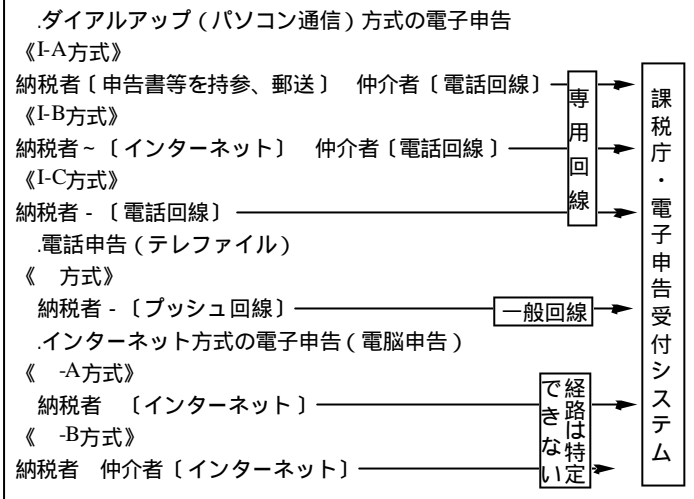 .ダイアルアップ(パソコン通信)方式の電子申告
《I-A方式》
納税者〔申告書等を持参、郵送〕 仲介者〔電話回線〕
《I-B方式》
納税者~〔インターネット〕 仲介者〔電話回線〕
《I-C方式》
納税者-〔電話回線〕
専用回線
.電話申告(テレファイル)
《 方式》
納税者-〔プッシュ回線〕
一般回線
.インターネット方式の電子申告(電脳申告)
《 -A方式》
納税者 〔インターネット〕
《 -B方式》
納税者 仲介者〔インターネット〕
経路は特定
できない
課税庁・電子申告受付システム